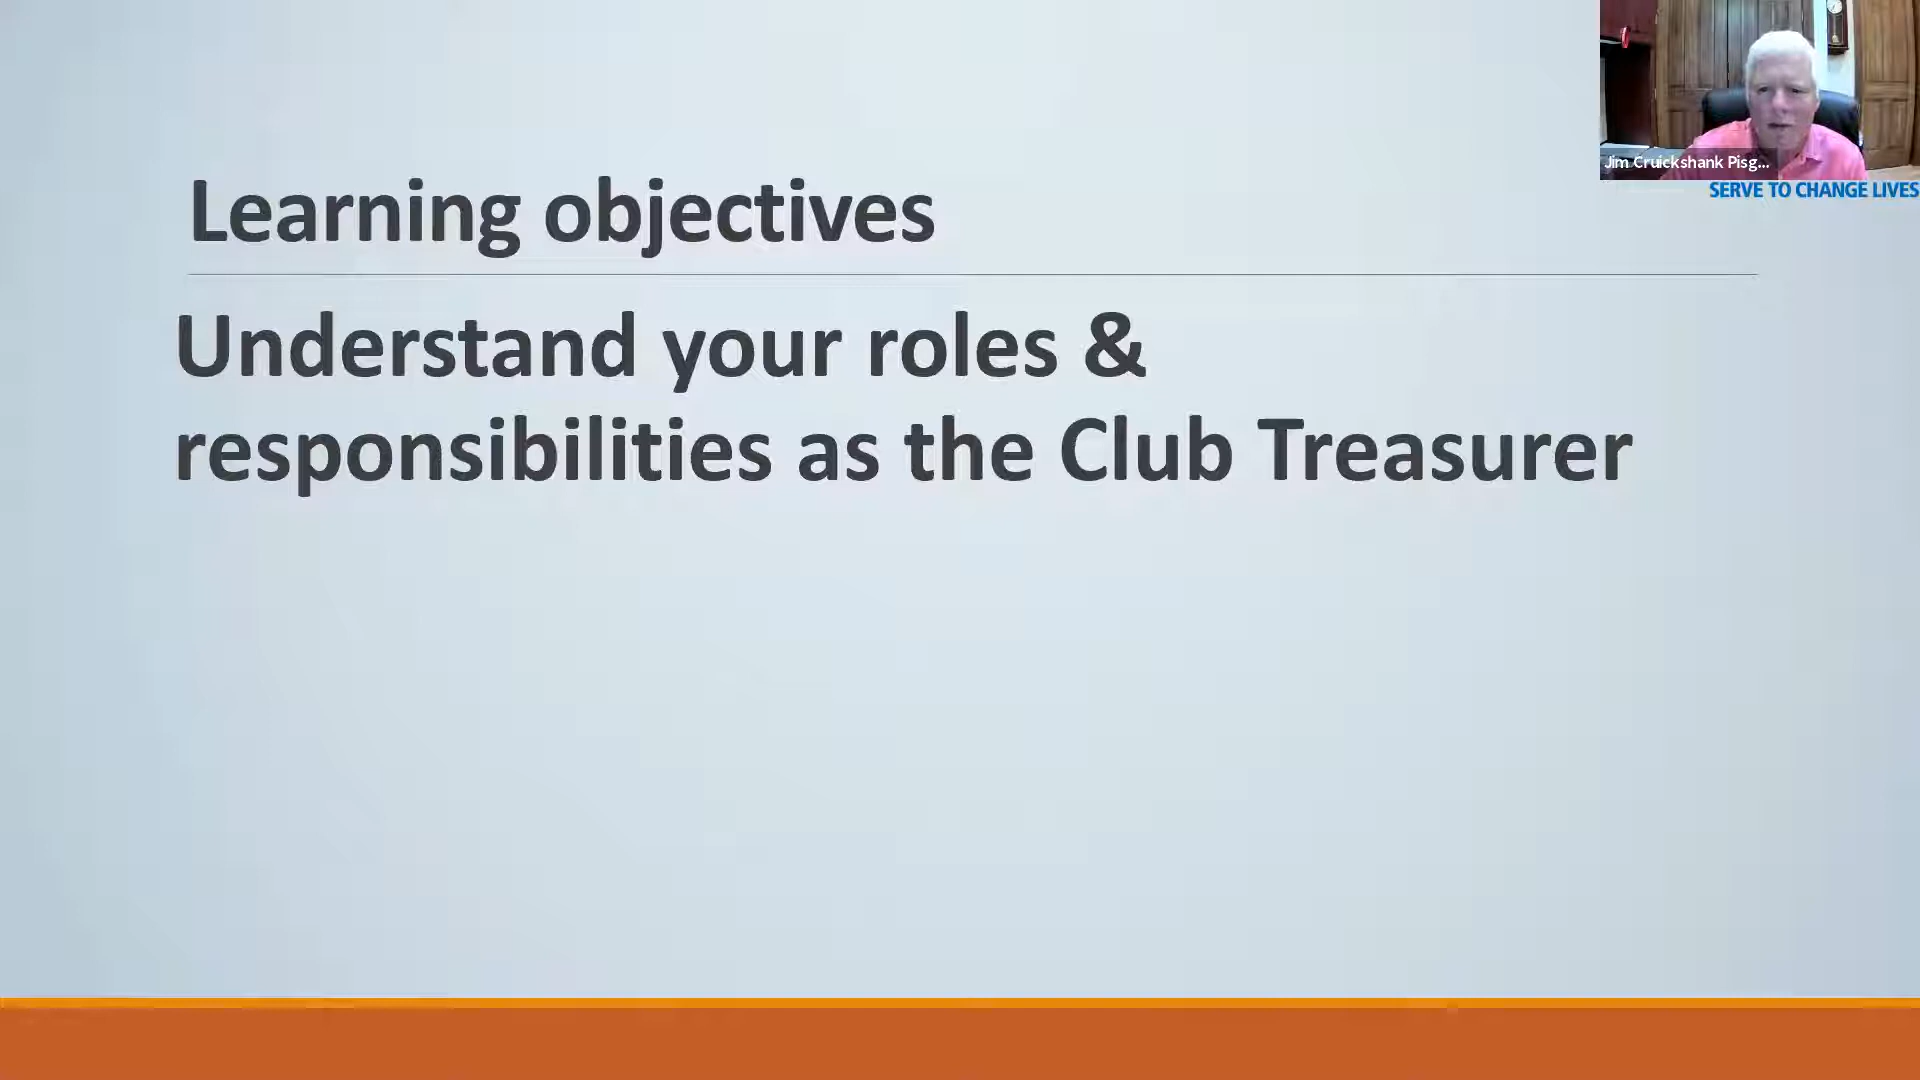 Jim Cruickshank Pisg...
SERVE TO CHANGE LIVES
Learning objectives
Understand your roles &
responsibilities as the Club Treasurer